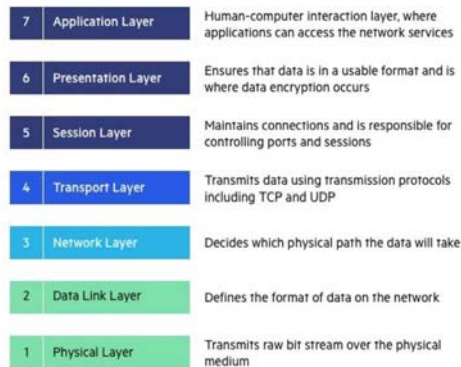 7 Application Layer
Human-computer interaction layer, where
applications can access the network services
6 Presentation Layer
Ensures that data is in a usable format and is
where data encryption occurs
5 Session Layer
Maintains connections and is responsible for
controlling ports and sessions
4 Transport Layer
Transmits data using transmission protocols
including TCP and UDP
3 Network Layer
Decides which physical path the data will take
2 Data Link Layer
Defines the format of data on the network
1 Physical Layer
Transmits raw bit stream over the physical
medium